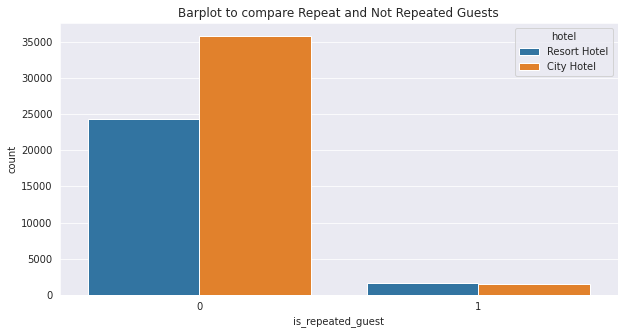 Barplot to compare Repeat and Not Repeated Guests
hotel
Resort Hotel
City Hotel
35000
30000
25000
20000
15000
10000
5000
0
count
0
1
is_repeated_guest